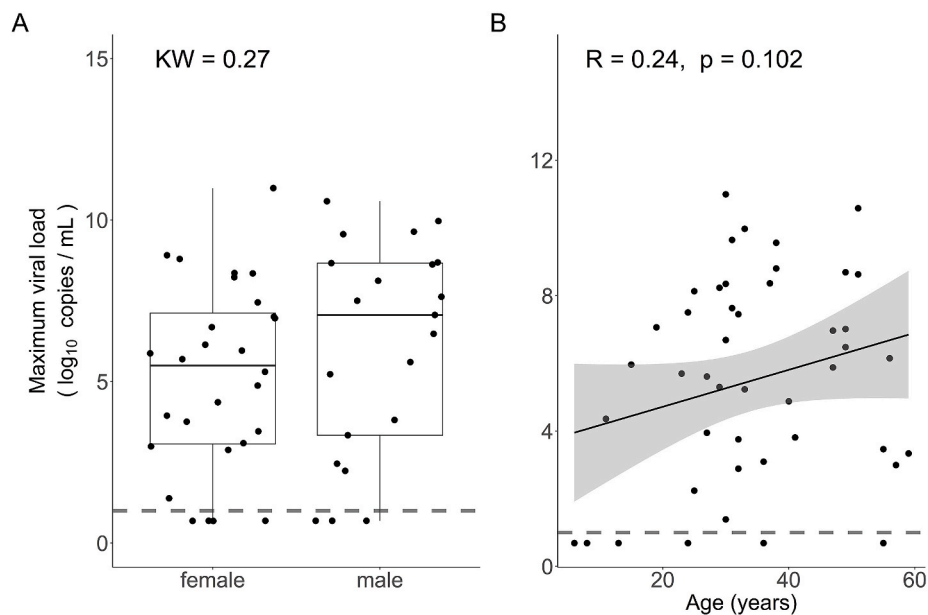 A
KW = 0.27
15
10
5
0
Maximum viral load
( log10 copies / mL )
female
male
B
R = 0.24, p = 0.102
12
8
4
0
20
40
60
Age (years)